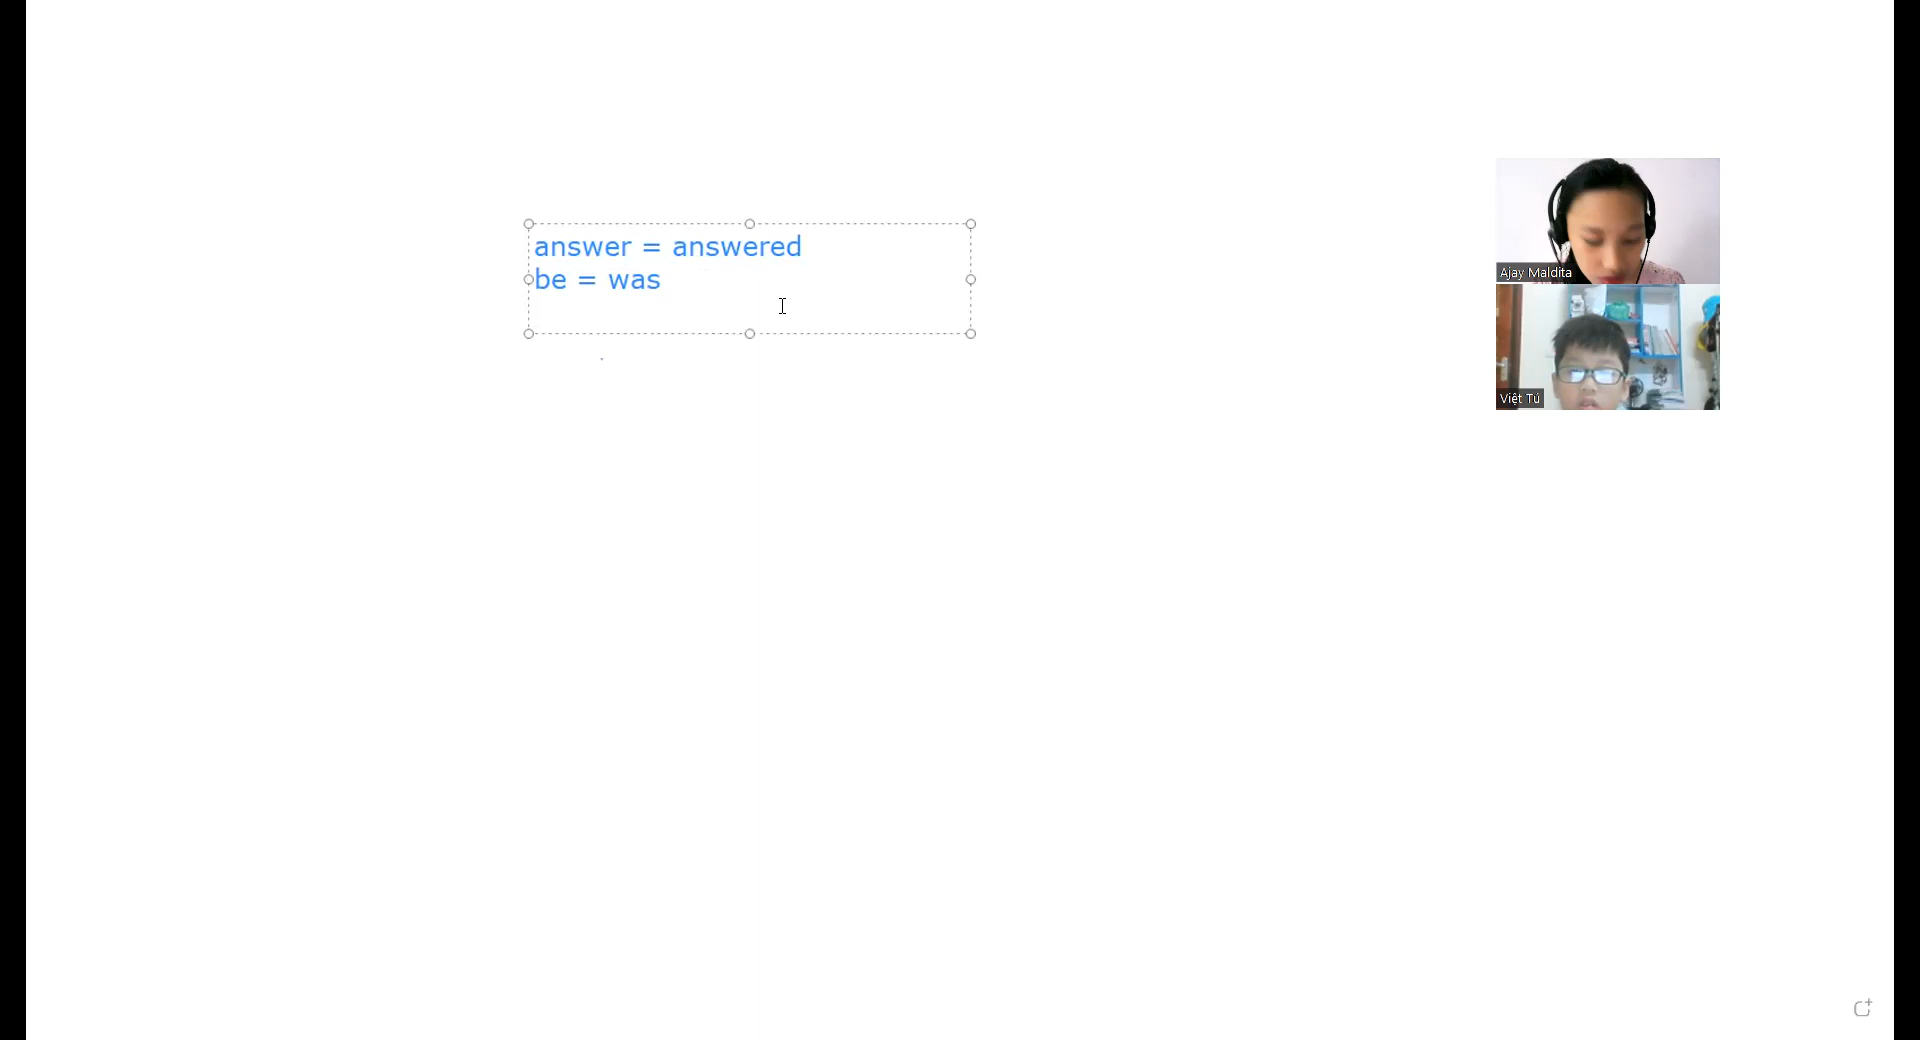 answer = answered
be = was
Ajay Maldita
Việt Tú